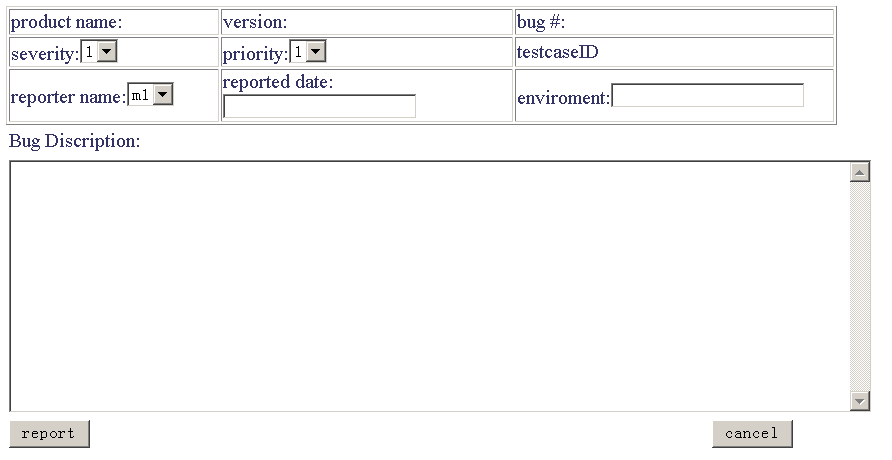 product name: version: bug #:
severity: 1 priority: 1 testcaseID
reporter name: m1 reported date: enviroment:
Bug Discription:
report cancel